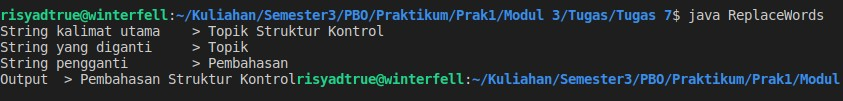 risyadtrue@winterfell:~/Kuliahan/Semester3/PBO/Praktikum/Prak1/Modul 3/Tugas/Tugas 7$ java ReplaceWords
String kalimat utama    > Topik Struktur Kontrol
String yang diganti     > Topik
String pengganti        > Pembahasan
Output  > Pembahasan Struktur Kontrolrisyadtrue@winterfell:~/Kuliahan/Semester3/PBO/Praktikum/Prak1/Modul